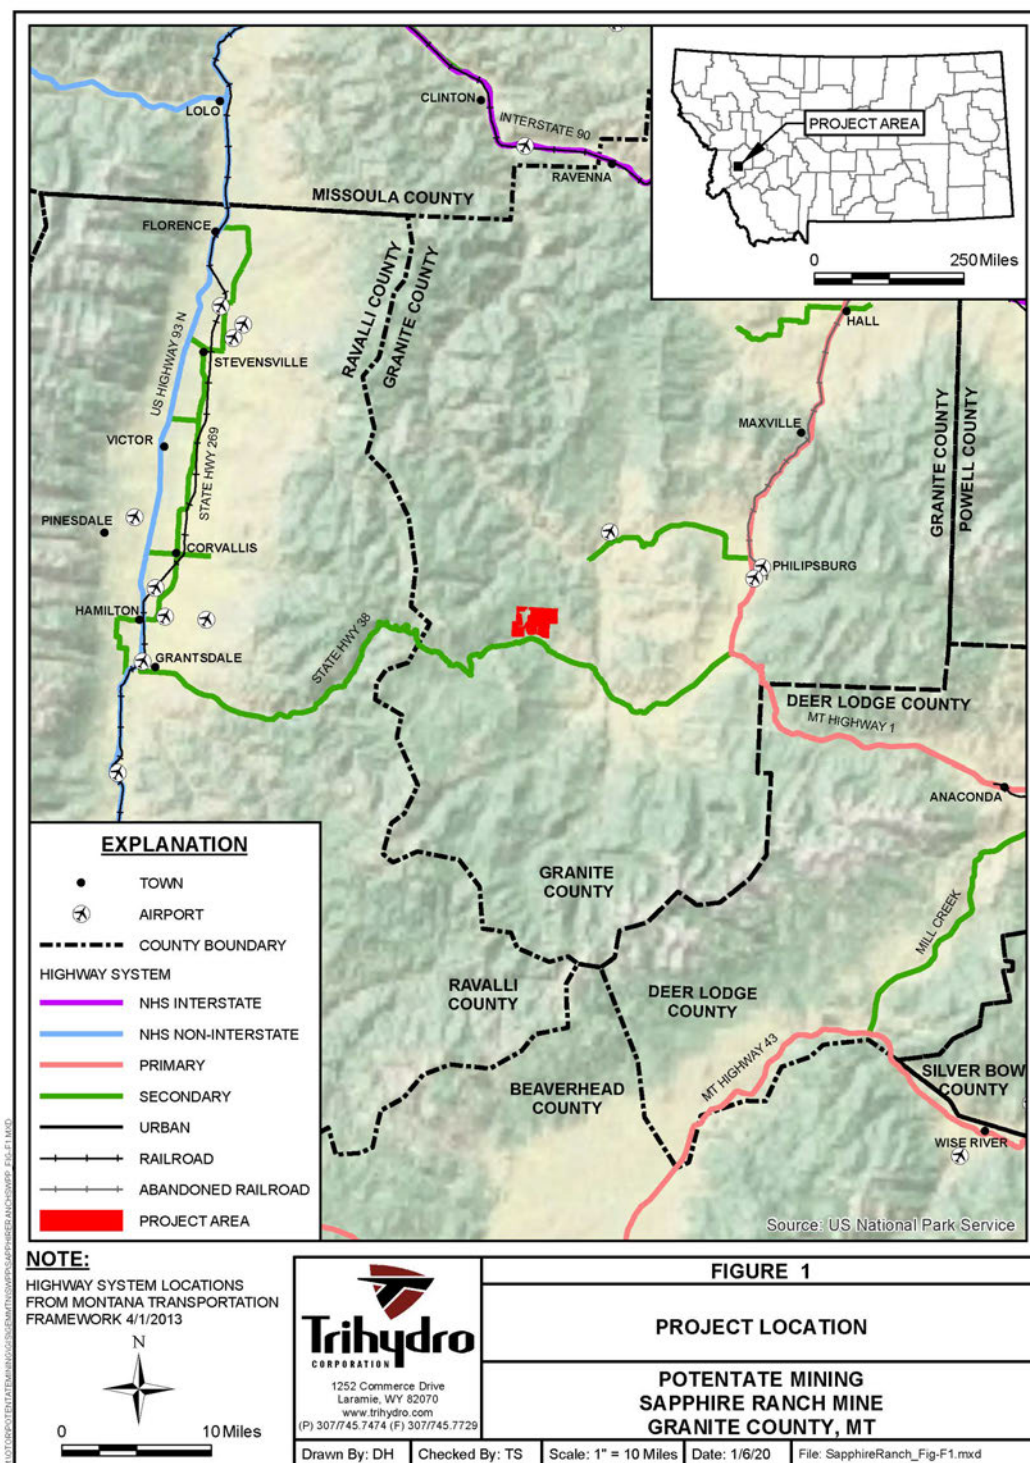 CLINTON
INTERSTATE 90
RAVENNA
LOLO
MISSOULA COUNTY
FLORENCE
RAVALLI COUNTY
GRANITE COUNTY
PROJECT AREA
0 250 Miles
HALL
US HIGHWAY 93 N
STEVENSVILLE
MAXVILLE
VICTOR
STATE HWY 269
GRANITE COUNTY
POWELL COUNTY
PINESDALE
CORVALLIS
PHILIPSBURG
HAMILTON
STATE HWY 38
GRANTSDALE
DEER LODGE COUNTY
MT HIGHWAY 1
ANACONDA
GRANITE
COUNTY
MILL CREEK
RAVALLI
COUNTY
DEER LODGE
COUNTY
MT HIGHWAY 43
BEAVERHEAD
COUNTY
SILVER BOW
COUNTY
WISE RIVER
Source: US National Park Service
EXPLANATION
TOWN
AIRPORT
COUNTY BOUNDARY
HIGHWAY SYSTEM
NHS INTERSTATE
NHS NON-INTERSTATE
PRIMARY
SECONDARY
URBAN
RAILROAD
ABANDONED RAILROAD
PROJECT AREA
NOTE:
HIGHWAY SYSTEM LOCATIONS
FROM MONTANA TRANSPORTATION
FRAMEWORK 4/1/2013
N
0 10 Miles
Trihydro
CORPORATION
1252 Commerce Drive
Laramie, WY 82070
www.trihydro.com
(P) 307/745.7474 (F) 307/745.7729
FIGURE 1
PROJECT LOCATION
POTENTATE MINING
SAPPHIRE RANCH MINE
GRANITE COUNTY, MT
Drawn By: DH
Checked By: TS
Scale: 1" = 10 Miles
Date: 1/6/20
File: SapphireRanch_Fig-F1.mxd